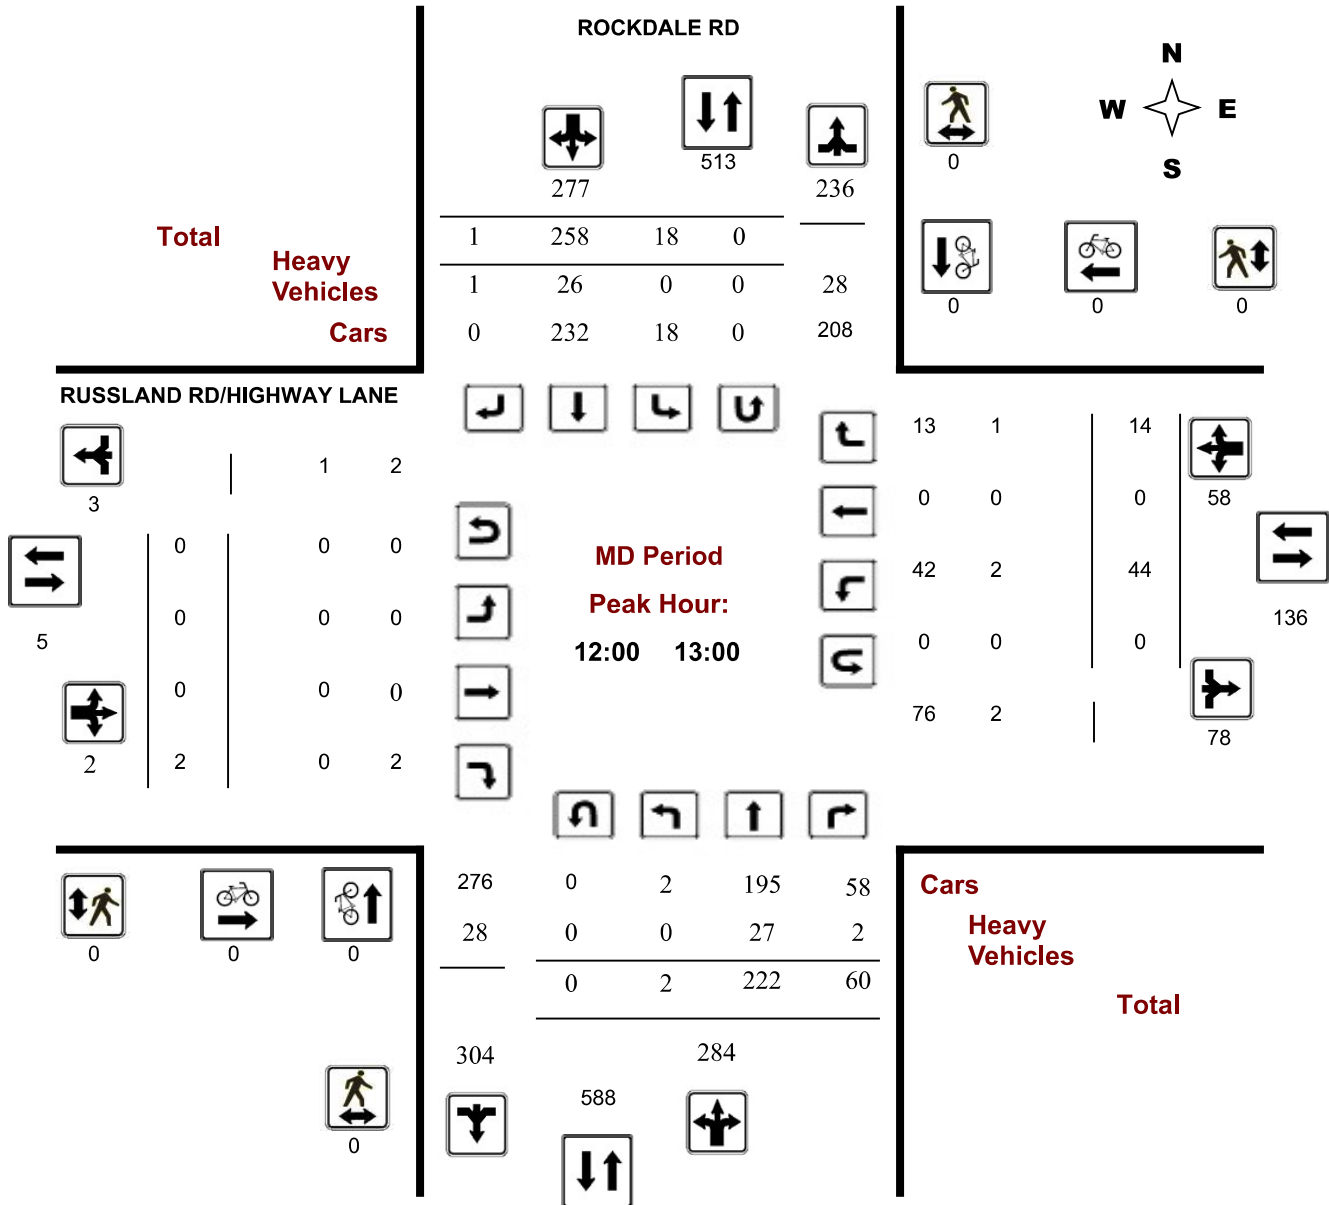 ROCKDALE RD
N
W E
S
513
0
277 236
Total 1 258 18 0
Heavy
Vehicles 1 26 0 0 28
Cars 0 232 18 0 208
0 0 0
RUSSLAND RD/HIGHWAY LANE
13 1 14
1 2
3
0 0 0 58
0 0 0
MD Period
42 2 44
Peak Hour:
0 0 0 136
5
12:00 13:00
0 0 0
0 0 0
76 2
78
2 2 0 2
276 0 2 195 58
Cars
28 0 0 27 2
Heavy
Vehicles
0 0 0
0 2 222 60
Total
304 284
588
0